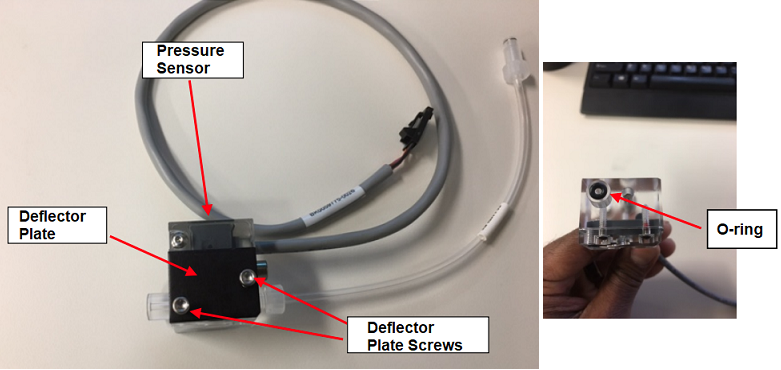 Pressure
Sensor
Deflector
Plate
Deflector
Plate Screws
O-ring